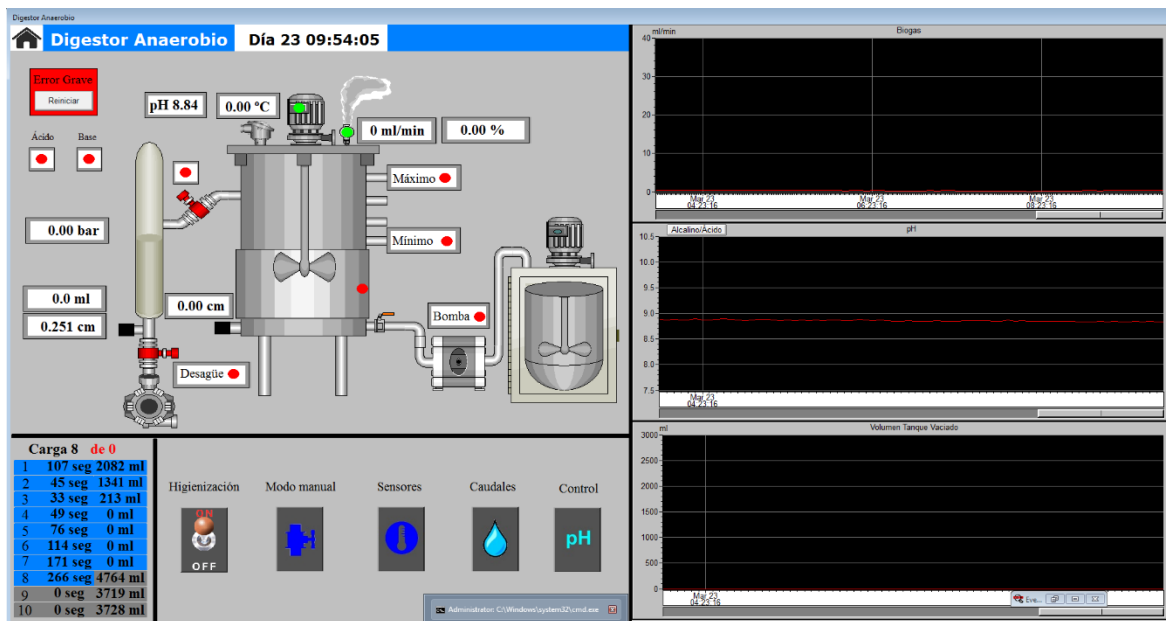 Digestor Anaerobio
Digestor Anaerobio Día 23 09:54:05
Error Grave
Reiniciar
pH 8.84
0.00 ºC
0 ml/min
0.00 %
Ácido
Base
Máximo
0.00 bar
Mínimo
0.0 ml
0.00 cm
0.251 cm
Bomba
Desagüe
Carga 8 de 0
1 107 seg 2082 ml
2 45 seg 1341 ml
3 33 seg 213 ml
4 49 seg 0 ml
5 76 seg 0 ml
6 114 seg 0 ml
7 171 seg 0 ml
8 266 seg 4764 ml
9 0 seg 3719 ml
10 0 seg 3728 ml
Higienización
Modo manual
Sensores
Caudales
Control
ON
OFF
pH
Administrator: C:\Windows\system32\cmd.exe
ml/min
Biogas
40
30
20
10
0
Mar 23
04:23:16
Mar 23
06:23:16
Mar 23
08:23:16
Alcalino/Ácido
pH
10.5
10.0
9.5
9.0
8.5
8.0
7.5
Mar 23
04:23:16
ml
Volumen Tanque Vaciado
3000
2500
2000
1500
1000
500
0
Mar 23
04:23:16
Eve...